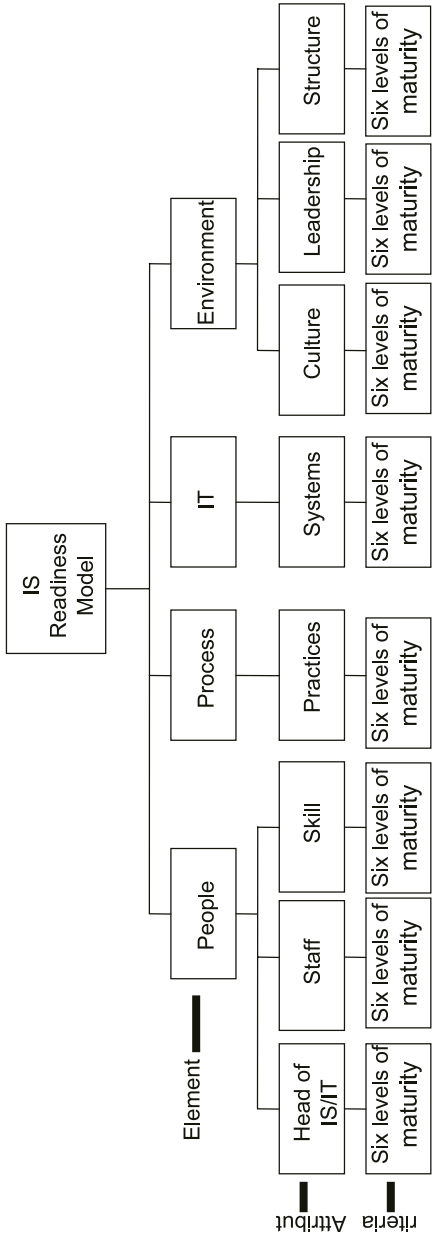 IS
Readiness
Model
Element
People
Process
IT
Environment
Attribut
Head of
IS/IT
Staff
Skill
Practices
Systems
Culture
Leadership
Structure
riteria
Six levels of
maturity
Six levels of
maturity
Six levels of
maturity
Six levels of
maturity
Six levels of
maturity
Six levels of
maturity
Six levels of
maturity
Six levels of
maturity